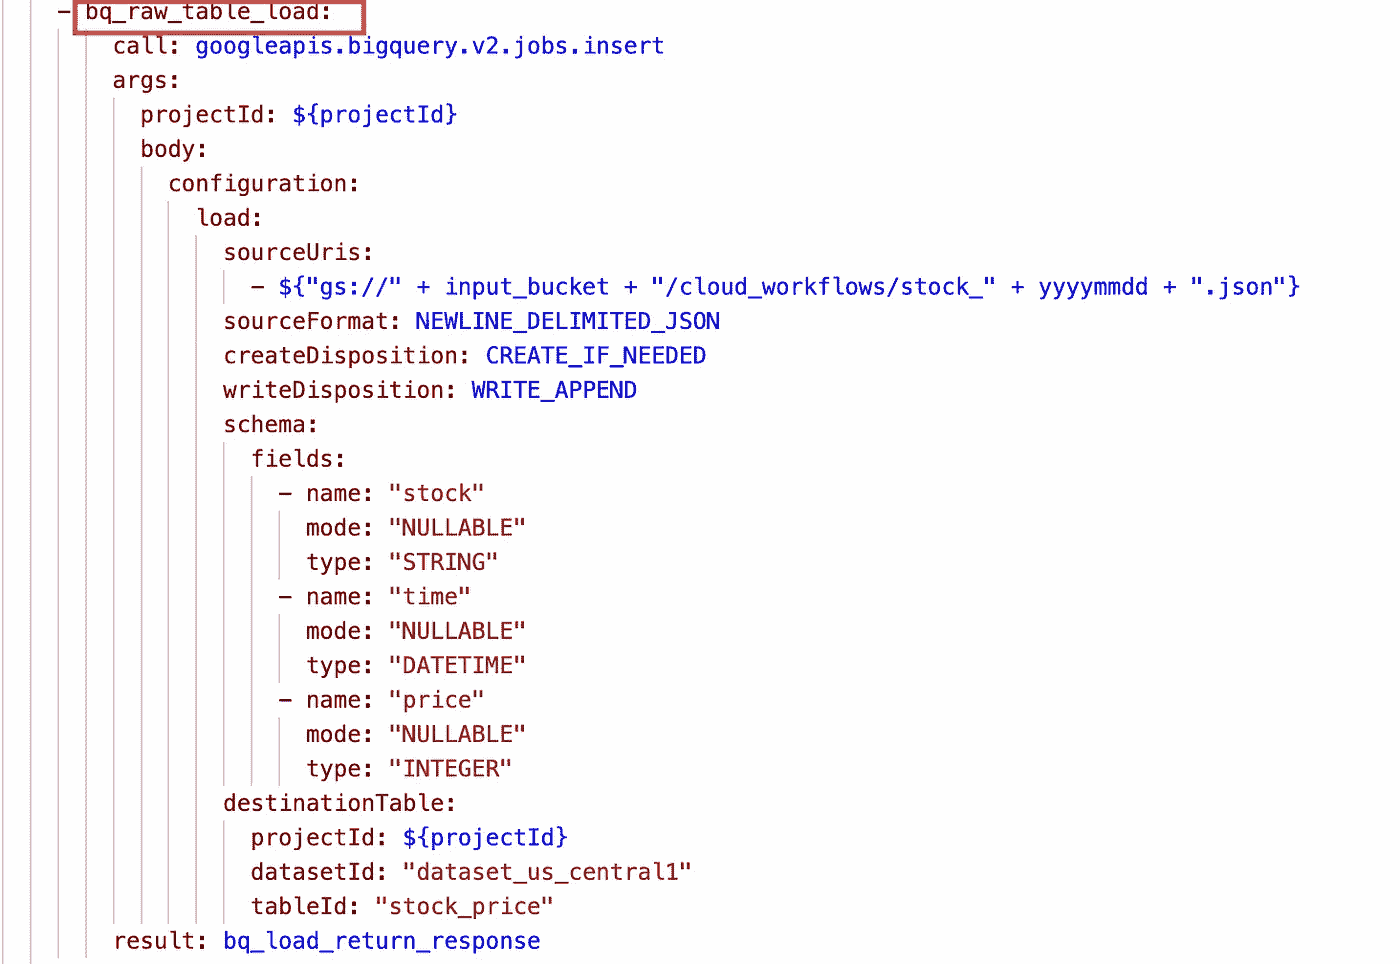 - bq_raw_table_load:
call: googleapis.bigquery.v2.jobs.insert
args:
projectId: ${projectId}
body:
configuration:
load:
sourceUris:
- ${"gs://" + input_bucket + "/cloud_workflows/stock_" + yyyymmdd + ".json"}
sourceFormat: NEWLINE_DELIMITED_JSON
createDisposition: CREATE_IF_NEEDED
writeDisposition: WRITE_APPEND
schema:
fields:
- name: "stock"
mode: "NULLABLE"
type: "STRING"
- name: "time"
mode: "NULLABLE"
type: "DATETIME"
- name: "price"
mode: "NULLABLE"
type: "INTEGER"
destinationTable:
projectId: ${projectId}
datasetId: "dataset_us_central1"
tableId: "stock_price"
result: bq_load_return_response